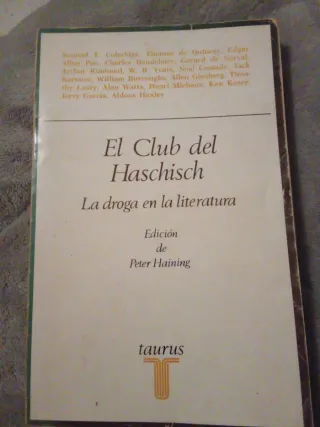 Samuel T. Coleridge, Thomas de Quincey, Edgar
Allan Poe, Charles Baudelaire, Gerard de Nerval,
Arthur Rimbaud, W. B. Yeats, Neal Cassady, Jack
Kerouac, William Burroughs, Allen Ginsberg, Timo-
thy Leary, Alan Watts, Henri Michaux, Ken Kesey,
Jerry Garcia, Aldous Huxley
El Club del
Haschisch
La droga en la literatura
Edición
de
Peter Haining
taurus